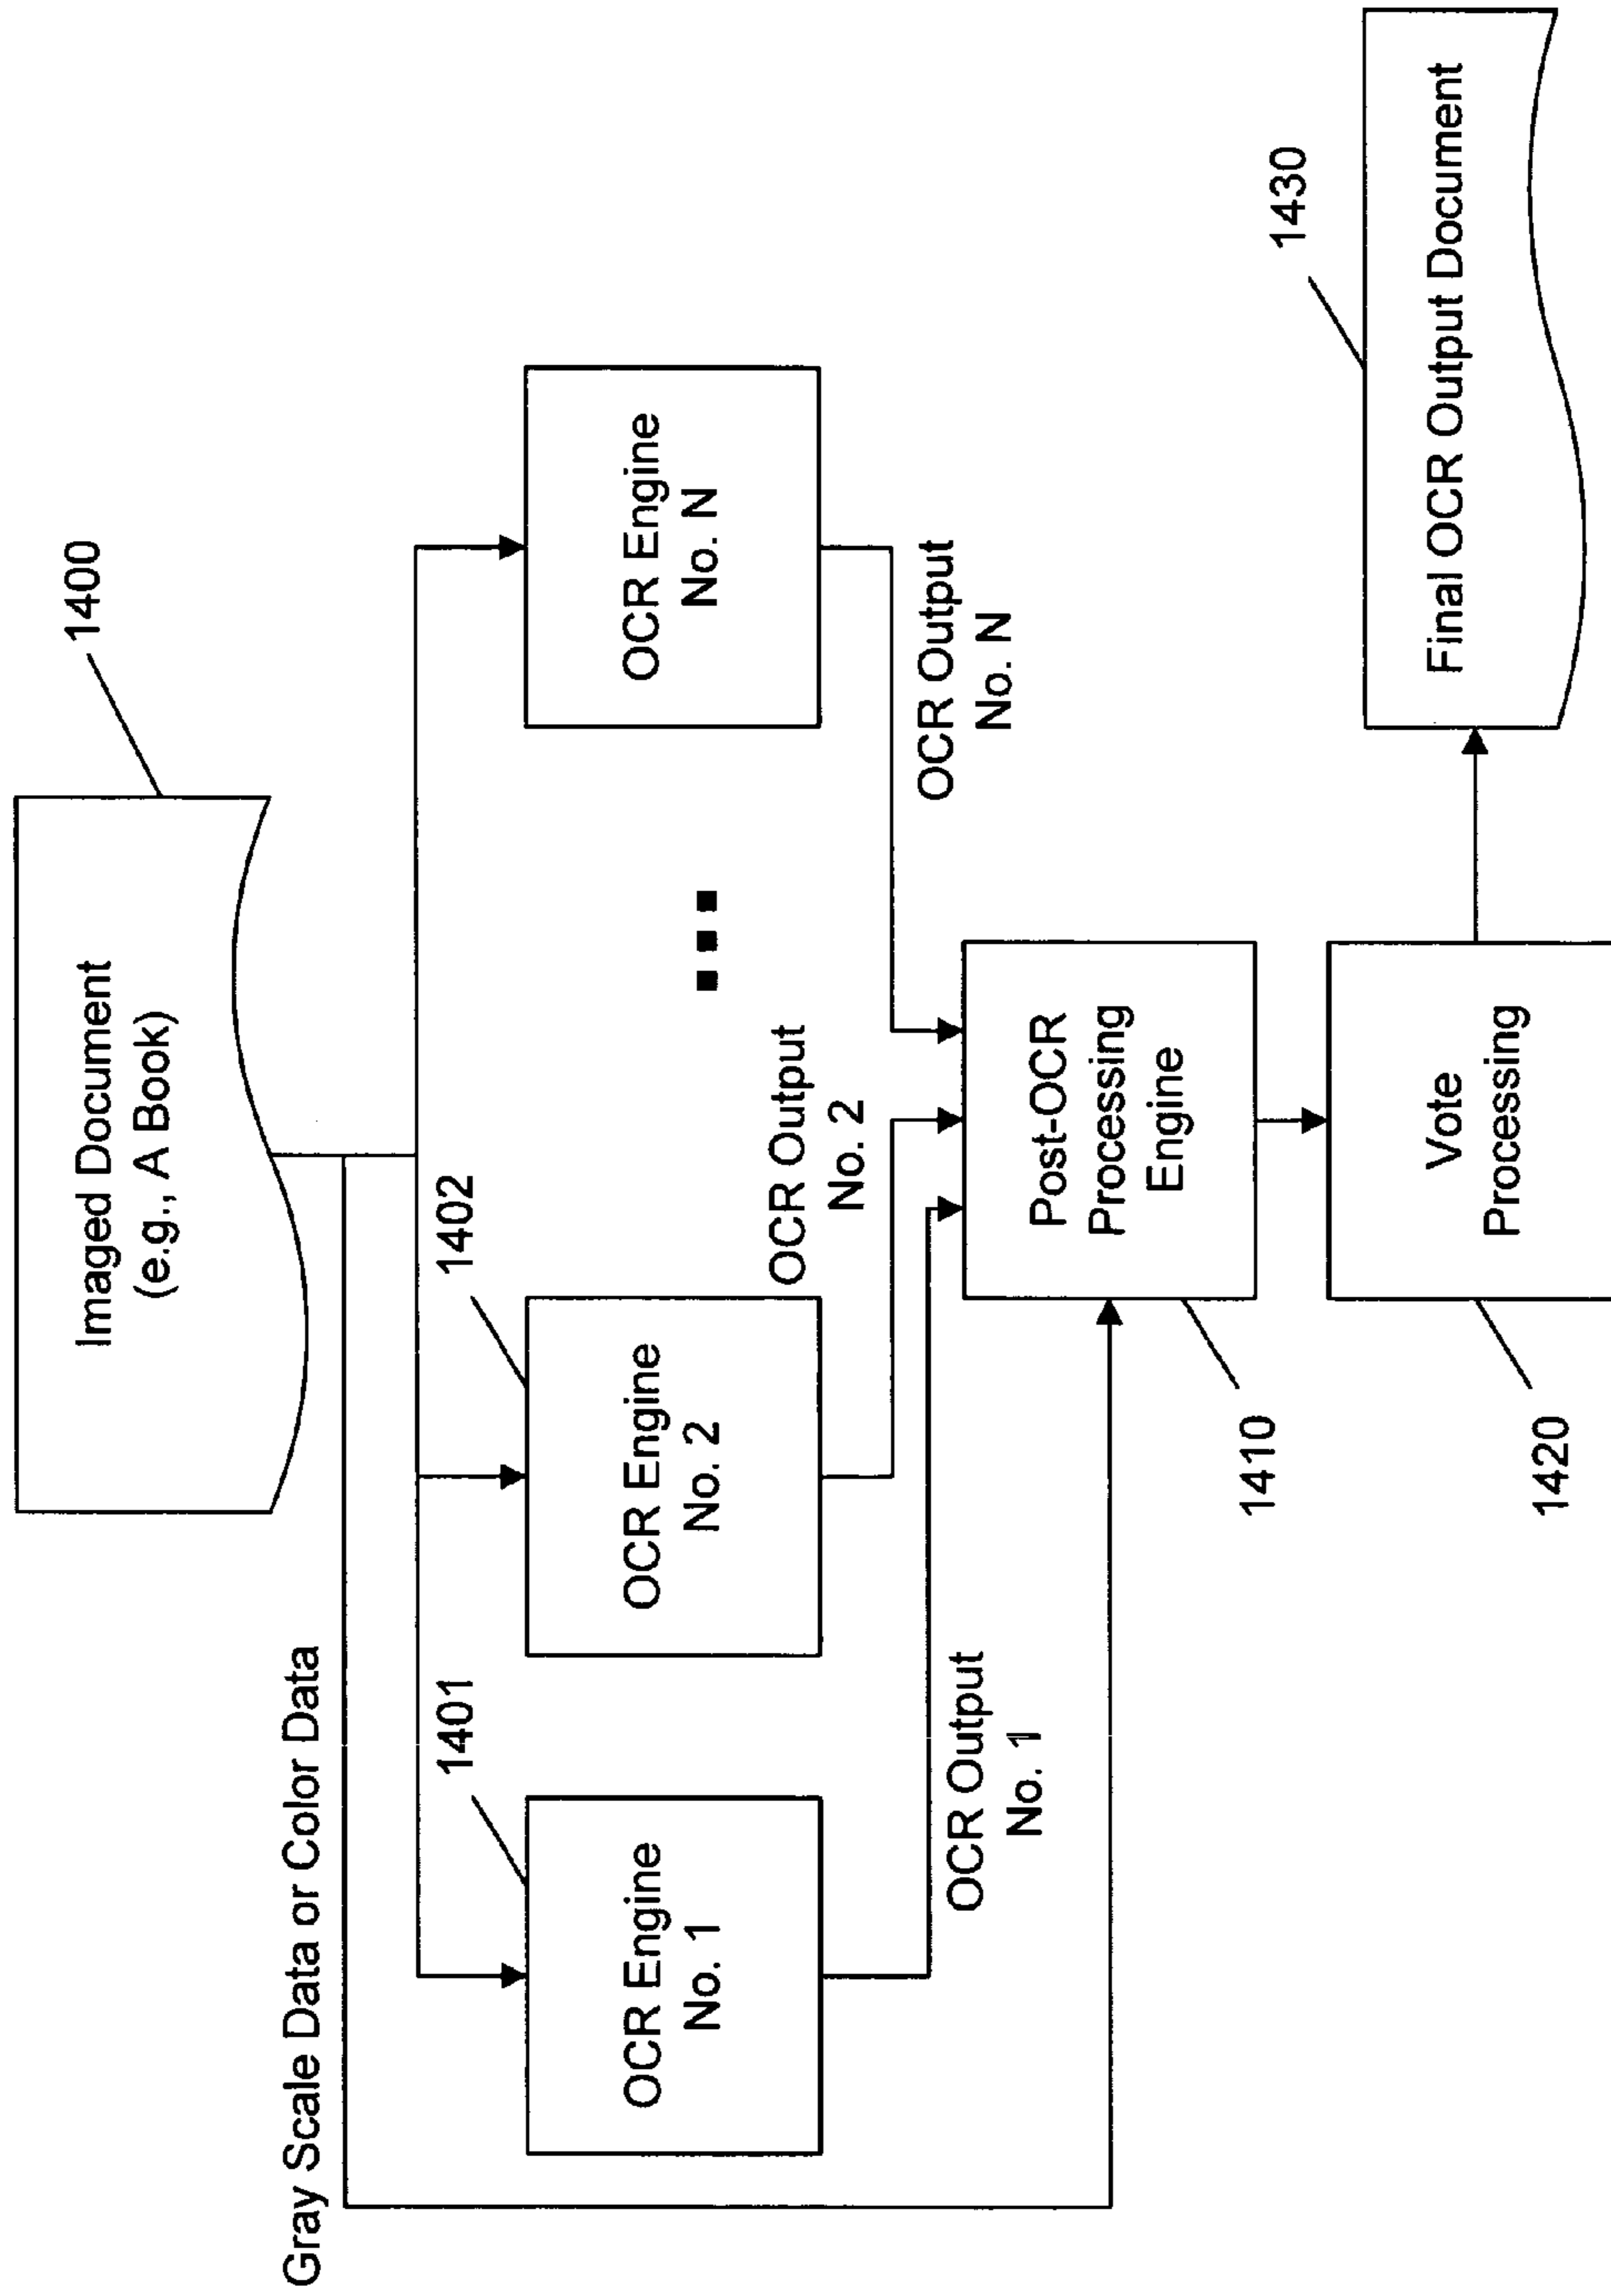 1400
Imaged Document
(e.g., A Book)
Gray Scale Data or Color Data
1401
1402
OCR Engine
No. 1
OCR Engine
No. 2
OCR Engine
No. N
OCR Output
No. 1
OCR Output
No. 2
OCR Output
No. N
Post-OCR
Processing
Engine
1410
Vote
Processing
1420
1430
Final OCR Output Document